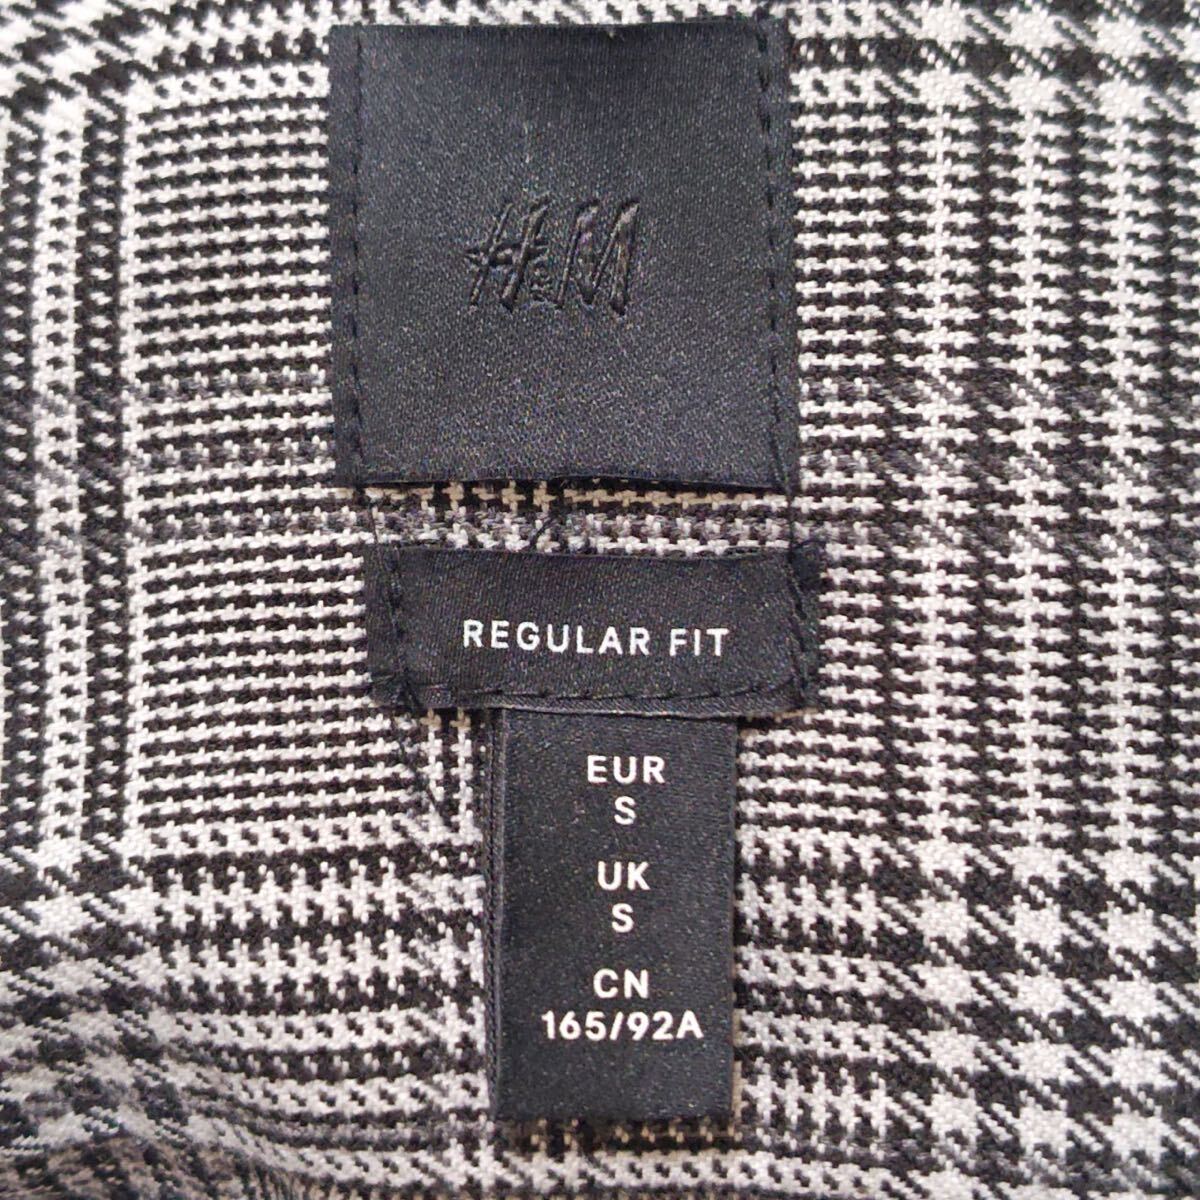 H&M
REGULAR FIT
EUR
S
UK
S
CN
165/92A